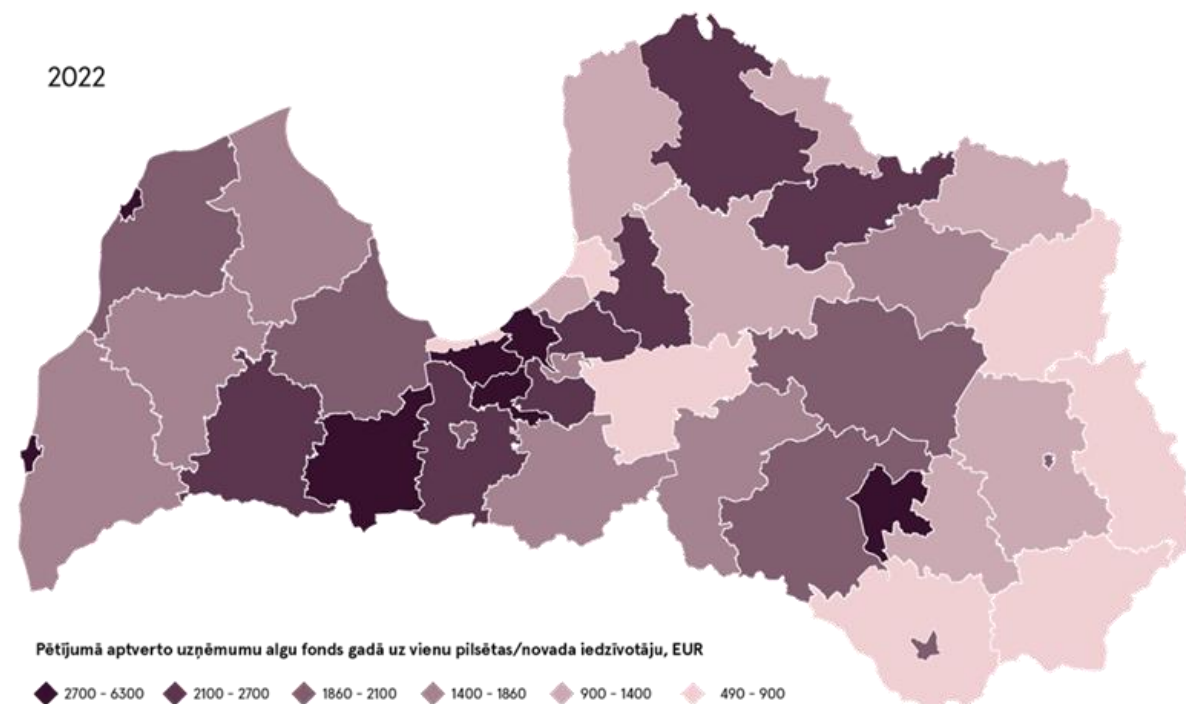 2022
Pētījumā aptverto uzņēmumu algu fonds gadā uz vienu pilsētas/novada iedzīvotāju, EUR
2700 - 6300 2100 - 2700 1860 - 2100 1400 - 1860 900 - 1400 490 - 900